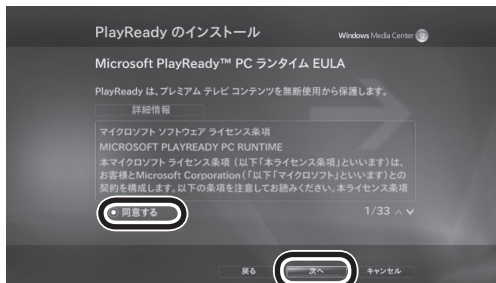 PlayReady のインストール
Windows Media Center
Microsoft PlayReady™ PC ランタイム EULA
PlayReady は、プレミアム テレビ コンテンツを無断使用から保護します。
詳細情報
マイクロソフト ソフトウェア ライセンス条項
MICROSOFT PLAYREADY PC RUNTIME
本マイクロソフト ライセンス条項 (以下「本ライセンス条項」といいます) は、
お客様とMicrosoft Corporation (「以下「マイクロソフト」といいます) との
契約を構成します。以下の条項を注意してお読みください。本ライセンス条項
同意する
1/33
戻る 次へ キャンセル